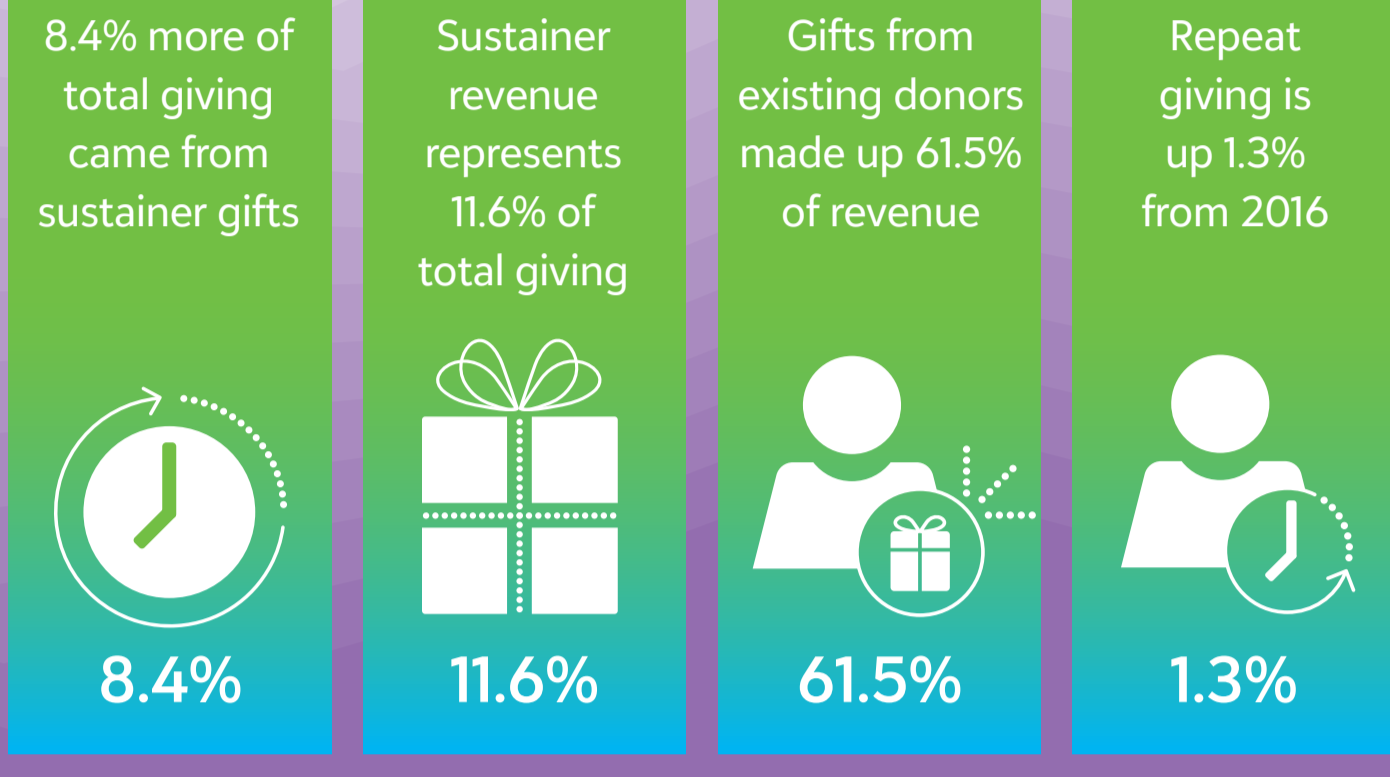 8.4% more of
total giving
came from
sustainer gifts
8.4%
Sustainer
revenue
represents
11.6% of
total giving
11.6%
Gifts from
existing donors
made up 61.5%
of revenue
61.5%
Repeat
giving is
up 1.3%
from 2016
1.3%